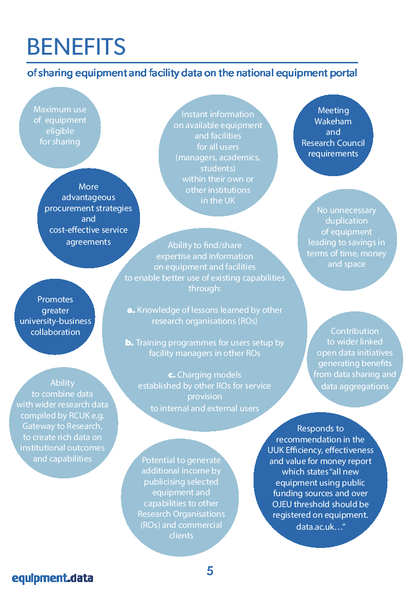 BENEFITS
of sharing equipment and facility data on the national equipment portal
Maximum use
of equipment
eligible
for sharing
Instant information
on available equipment
and facilities
for all users
(managers, academics,
students)
within their own or
other institutions
in the UK
Meeting
Wakeham
and
Research Council
requirements
More
advantageous
procurement strategies
and
cost-effective service
agreements
No unnecessary
duplication
of equipment
leading to savings in
terms of time, money
and space
Ability to find/share
expertise and information
on equipment and facilities
to enable better use of existing capabilities
through:
a. Knowledge of lessons learned by other
research organisations (ROs)
b. Training programmes for users setup by
facility managers in other ROs
c. Charging models
established by other ROs for service
provision
to internal and external users
Promotes
greater
university-business
collaboration
Contribution
to wider linked
open data initiatives
generating benefits
from data sharing and
data aggregations
Ability
to combine data
with wider research data
compiled by RCUK e.g.
Gateway to Research,
to create rich data on
institutional outcomes
and capabilities
Potential to generate
additional income by
publicising selected
equipment and
capabilities to other
Research Organisations
(ROs) and commercial
clients
Responds to
recommendation in the
UUK Efficiency, effectiveness
and value for money report
which states "all new
equipment using public
funding sources and over
OJEU threshold should be
registered on equipment.
data.ac.uk…"
equipment.data
5